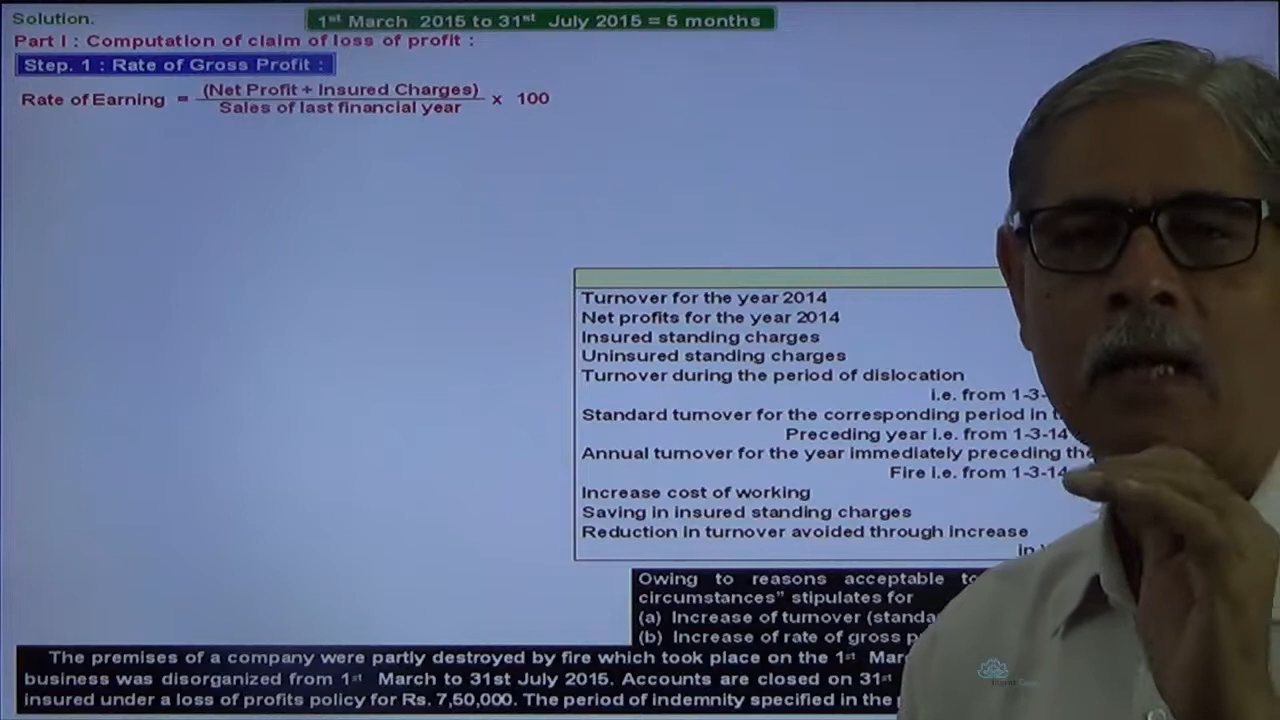 Solution.
1st March 2015 to 31st July 2015 = 5 months
Part I : Computation of claim of loss of profit :
Step. 1 : Rate of Gross Profit :
Rate of Earning = (Net Profit + Insured Charges) x 100
Sales of last financial year
Turnover for the year 2014
Net profits for the year 2014
Insured standing charges
Uninsured standing charges
Turnover during the period of dislocation
i.e. from 1-3-
Standard turnover for the corresponding period in
Preceding year i.e. from 1-3-14
Annual turnover for the year immediately preceding the
Fire i.e. from 1-3-14
Increase cost of working
Saving in insured standing charges
Reduction in turnover avoided through increase
in
Owing to reasons acceptable to
circumstances” stipulates for
(a) Increase of turnover
(b) Increase of rate of gross
The premises of a company were partly destroyed by fire which took place on the 1st
business was disorganized from 1st March to 31st July 2015. Accounts are closed on 31st
insured under a loss of profits policy for Rs. 7,50,000. The period of indemnity specified in the